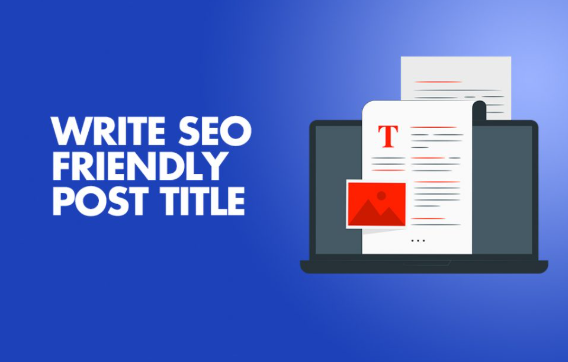 WRITE SEO
FRIENDLY
POST TITLE
T
...